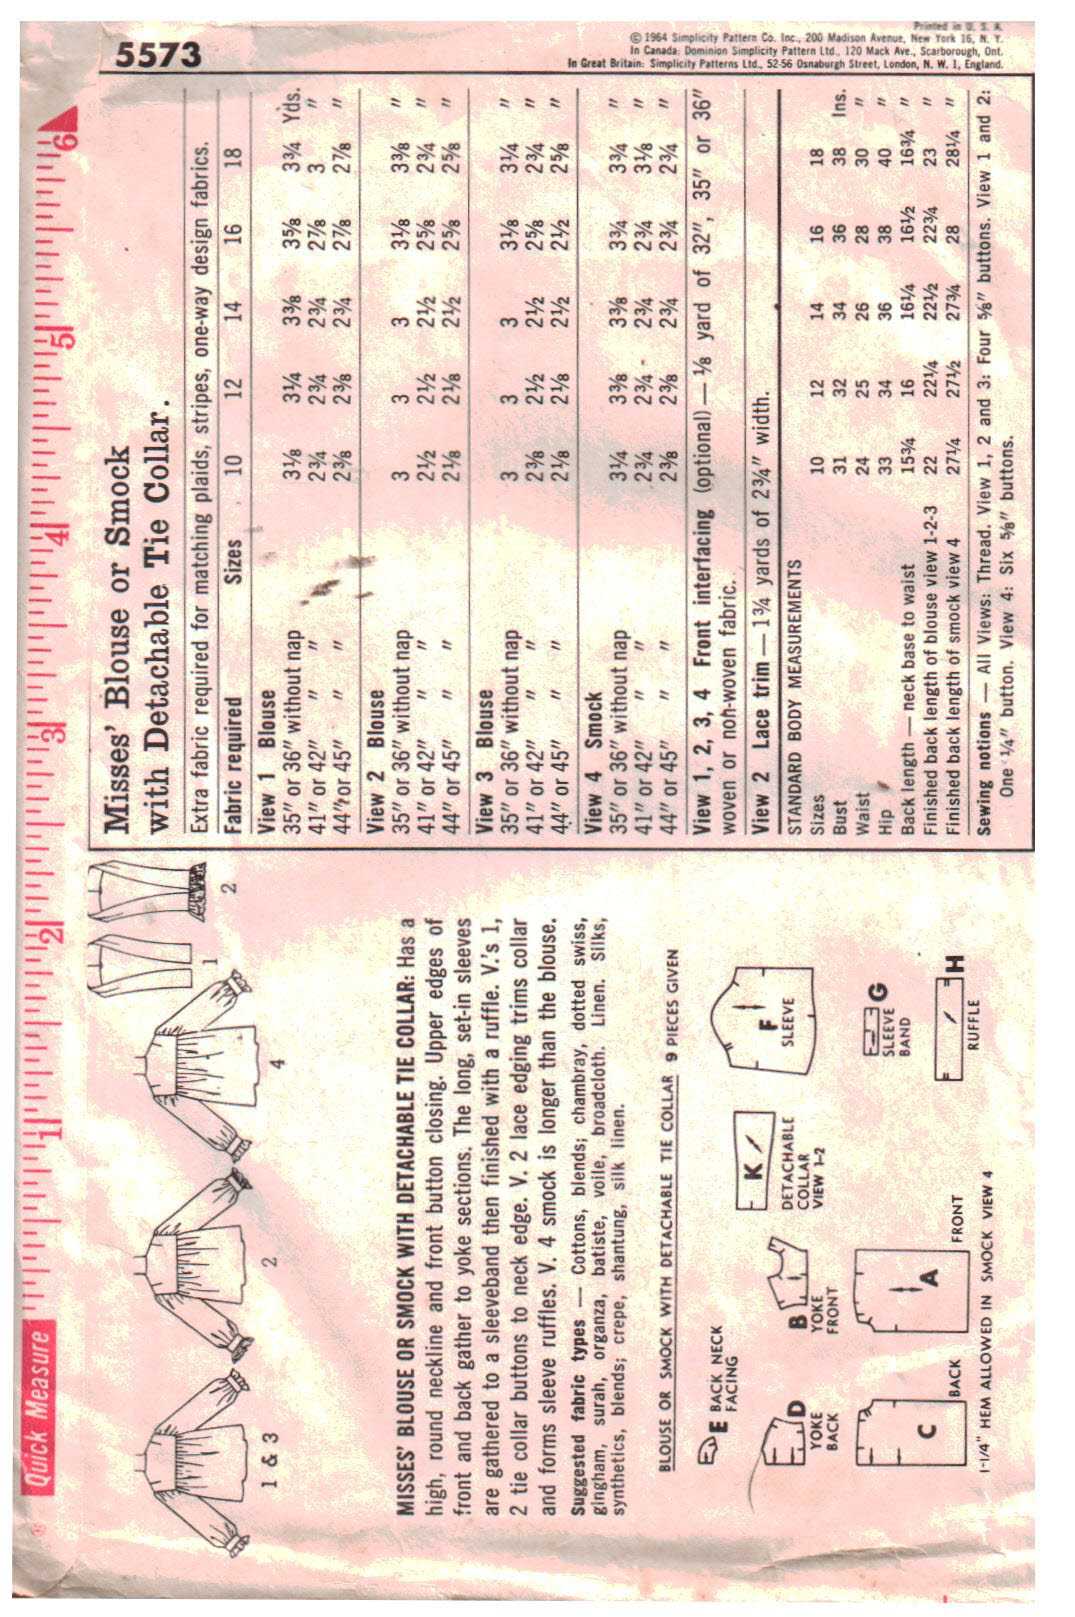 5573
Printed in U. S. A.
© 1964 Simplicity Pattern Co. Inc., 200 Madison Avenue, New York 16, N. Y.
In Canada: Dominion Simplicity Pattern Ltd., 120 Mack Ave., Scarborough, Ont.
In Great Britain: Simplicity Patterns Ltd., 52-56 Osnaburgh Street, London, N. W. 1, England.
Quick Measure
1 2 3 4 5 6
Misses' Blouse or Smock
with Detachable Tie Collar.
Extra fabric required for matching plaids, stripes, one-way design fabrics.
Fabric required Sizes 10 12 14 16 18
View 1 Blouse
35" or 36" without nap 3⅛ 3¼ 3⅜ 3⅝ 3¾ Yds.
41" or 42" " " 2¾ 2¾ 2¾ 2⅞ 3 "
44" or 45" " " 2⅜ 2⅜ 2¾ 2⅞ 2⅞ "
View 2 Blouse
35" or 36" without nap 3 3 3 3⅛ 3⅜ "
41" or 42" " " 2½ 2½ 2½ 2⅝ 2¾ "
44" or 45" " " 2⅛ 2⅛ 2½ 2⅝ 2⅝ "
View 3 Blouse
35" or 36" without nap 3 3 3 3⅛ 3¼ "
41" or 42" " " 2⅜ 2½ 2½ 2⅝ 2¾ "
44" or 45" " " 2⅛ 2⅛ 2½ 2½ 2⅝ "
View 4 Smock
35" or 36" without nap 3¼ 3⅜ 3⅜ 3¾ 3¾ "
41" or 42" " " 2¾ 2¾ 2¾ 2¾ 3⅛ "
44" or 45" " " 2⅜ 2⅜ 2¾ 2¾ 2¾ "
View 1, 2, 3, 4 Front interfacing (optional) — ⅛ yard of 32", 35" or 36"
woven or non-woven fabric.
View 2 Lace trim — 1¾ yards of 2¾" width.
STANDARD BODY MEASUREMENTS
Sizes 10 12 14 16 18
Bust 31 32 34 36 38 Ins.
Waist 24 25 26 28 30 "
Hip 33 34 36 38 40 "
Back length — neck base to waist 15¾ 16 16¼ 16½ 16¾ "
Finished back length of blouse view 1-2-3 22 22¼ 22½ 22¾ 23 "
Finished back length of smock view 4 27¼ 27½ 27¾ 28 28¼ "
Sewing notions — All Views: Thread. View 1, 2 and 3: Four ⅝" buttons. View 1 and 2:
One ¼" button. View 4: Six ⅝" buttons.
1 & 3
2
4
1
2
MISSES' BLOUSE OR SMOCK WITH DETACHABLE TIE COLLAR: Has a
high, round neckline and front button closing. Upper edges of
front and back gather to yoke sections. The long, set-in sleeves
are gathered to a sleeveband then finished with a ruffle. V.'s 1,
2 tie collar buttons to neck edge. V. 2 lace edging trims collar
and forms sleeve ruffles. V. 4 smock is longer than the blouse.
Suggested fabric types — Cottons, blends; chambray, dotted swiss,
gingham, surah, organza, batiste, voile, broadcloth. Linen. Silks,
synthetics, blends; crepe, shantung, silk linen.
BLOUSE OR SMOCK WITH DETACHABLE TIE COLLAR 9 PIECES GIVEN
E BACK NECK
FACING
K
DETACHABLE
COLLAR
VIEW 1-2
F
SLEEVE
D
YOKE
BACK
B
YOKE
FRONT
G
SLEEVE
BAND
H
RUFFLE
C
BACK
A
FRONT
1-1/4" HEM ALLOWED IN SMOCK VIEW 4